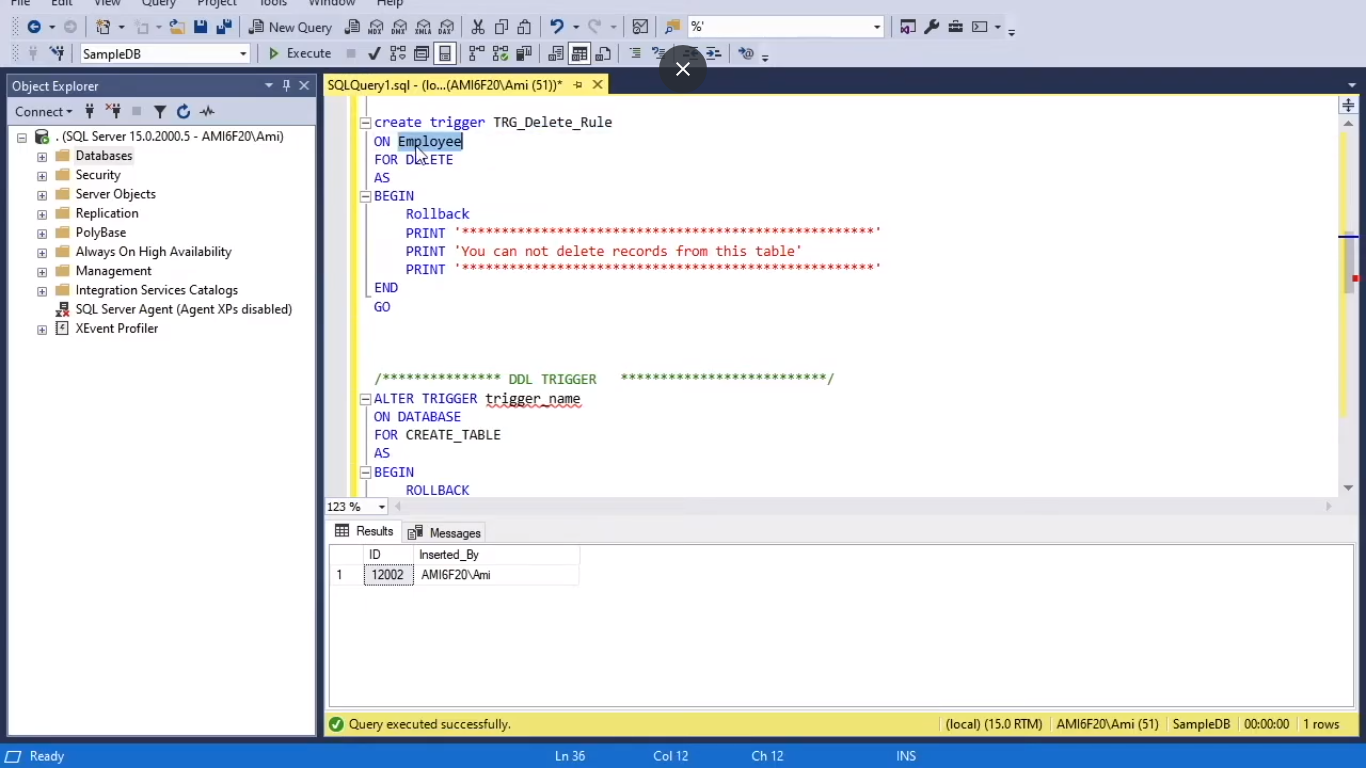 File Edit View Query Project Tools Window Help
New Query MDX DMX XMLA DAX %'
SampleDB Execute
Object Explorer
Connect
. (SQL Server 15.0.2000.5 - AMI6F20\Ami)
Databases
Security
Server Objects
Replication
PolyBase
Always On High Availability
Management
Integration Services Catalogs
SQL Server Agent (Agent XPs disabled)
XEvent Profiler
SQLQuery1.sql - (lo...(AMI6F20\Ami (51))*
create trigger TRG_Delete_Rule
ON Employee
FOR DELETE
AS
BEGIN
Rollback
PRINT '****************************************************'
PRINT 'You can not delete records from this table'
PRINT '****************************************************'
END
GO
/*************** DDL TRIGGER **************************/
ALTER TRIGGER trigger_name
ON DATABASE
FOR CREATE_TABLE
AS
BEGIN
ROLLBACK
123 %
Results Messages
ID Inserted_By
1 12002 AMI6F20\Ami
Query executed successfully. (local) (15.0 RTM) AMI6F20\Ami (51) SampleDB 00:00:00 1 rows
Ready Ln 36 Col 12 Ch 12 INS